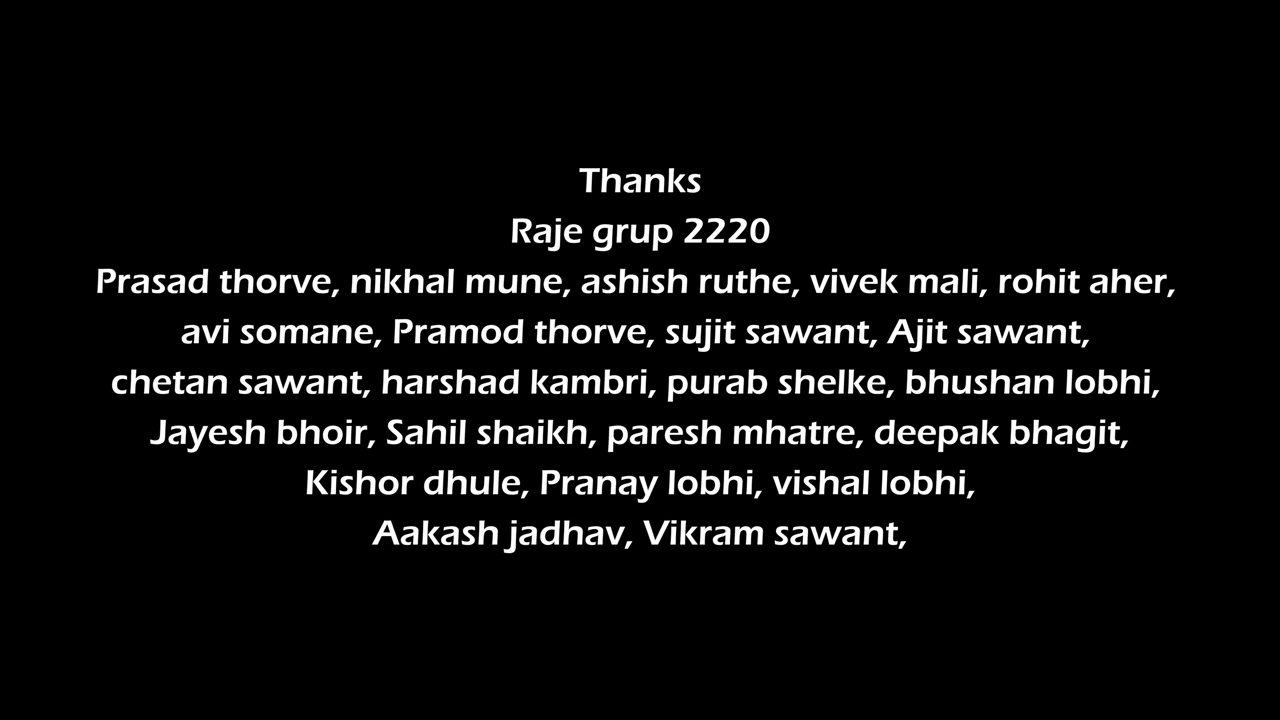 Thanks
Raje grup 2220
Prasad thorve, nikhal mune, ashish ruthe, vivek mali, rohit aher,
avi somane, Pramod thorve, sujit sawant, Ajit sawant,
chetan sawant, harshad kambri, purab shelke, bhushan lobhi,
Jayesh bhoir, Sahil shaikh, paresh mhatre, deepak bhagit,
Kishor dhule, Pranay lobhi, vishal lobhi,
Aakash jadhav, Vikram sawant,